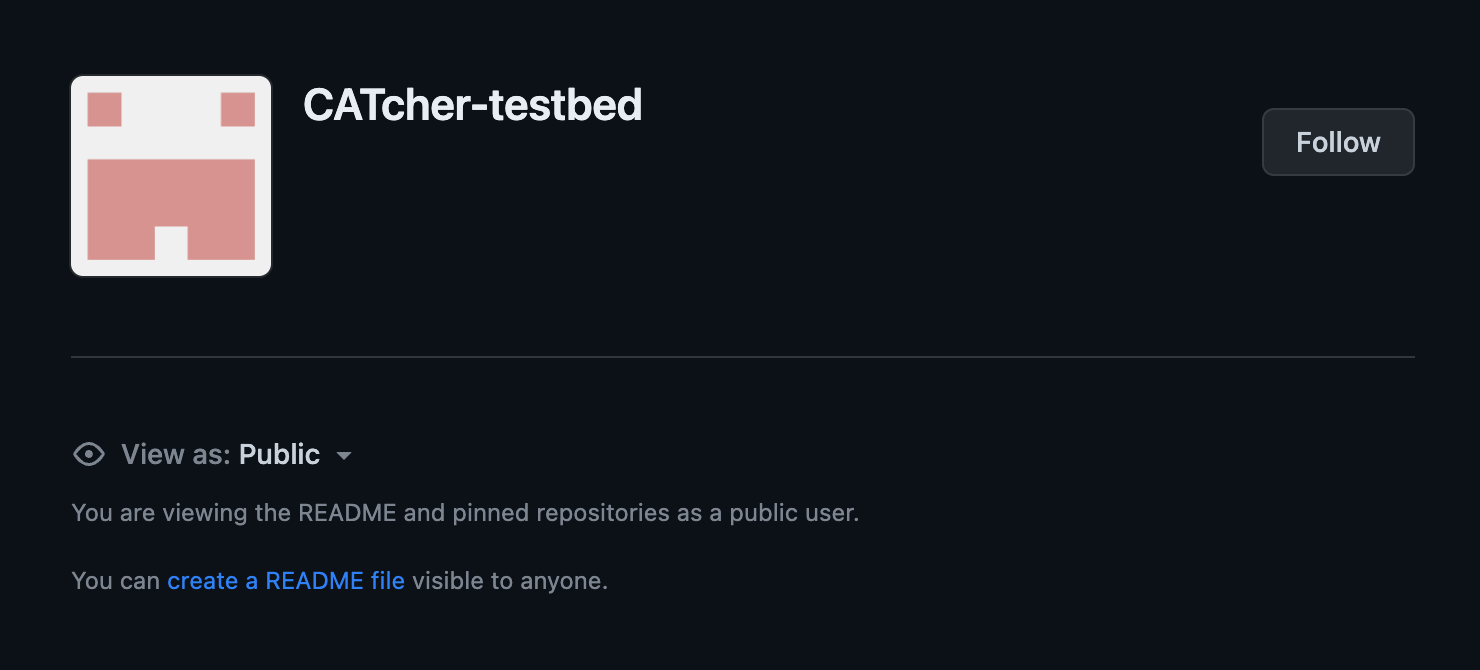 CATcher-testbed
Follow
View as: Public
You are viewing the README and pinned repositories as a public user.
You can create a README file visible to anyone.